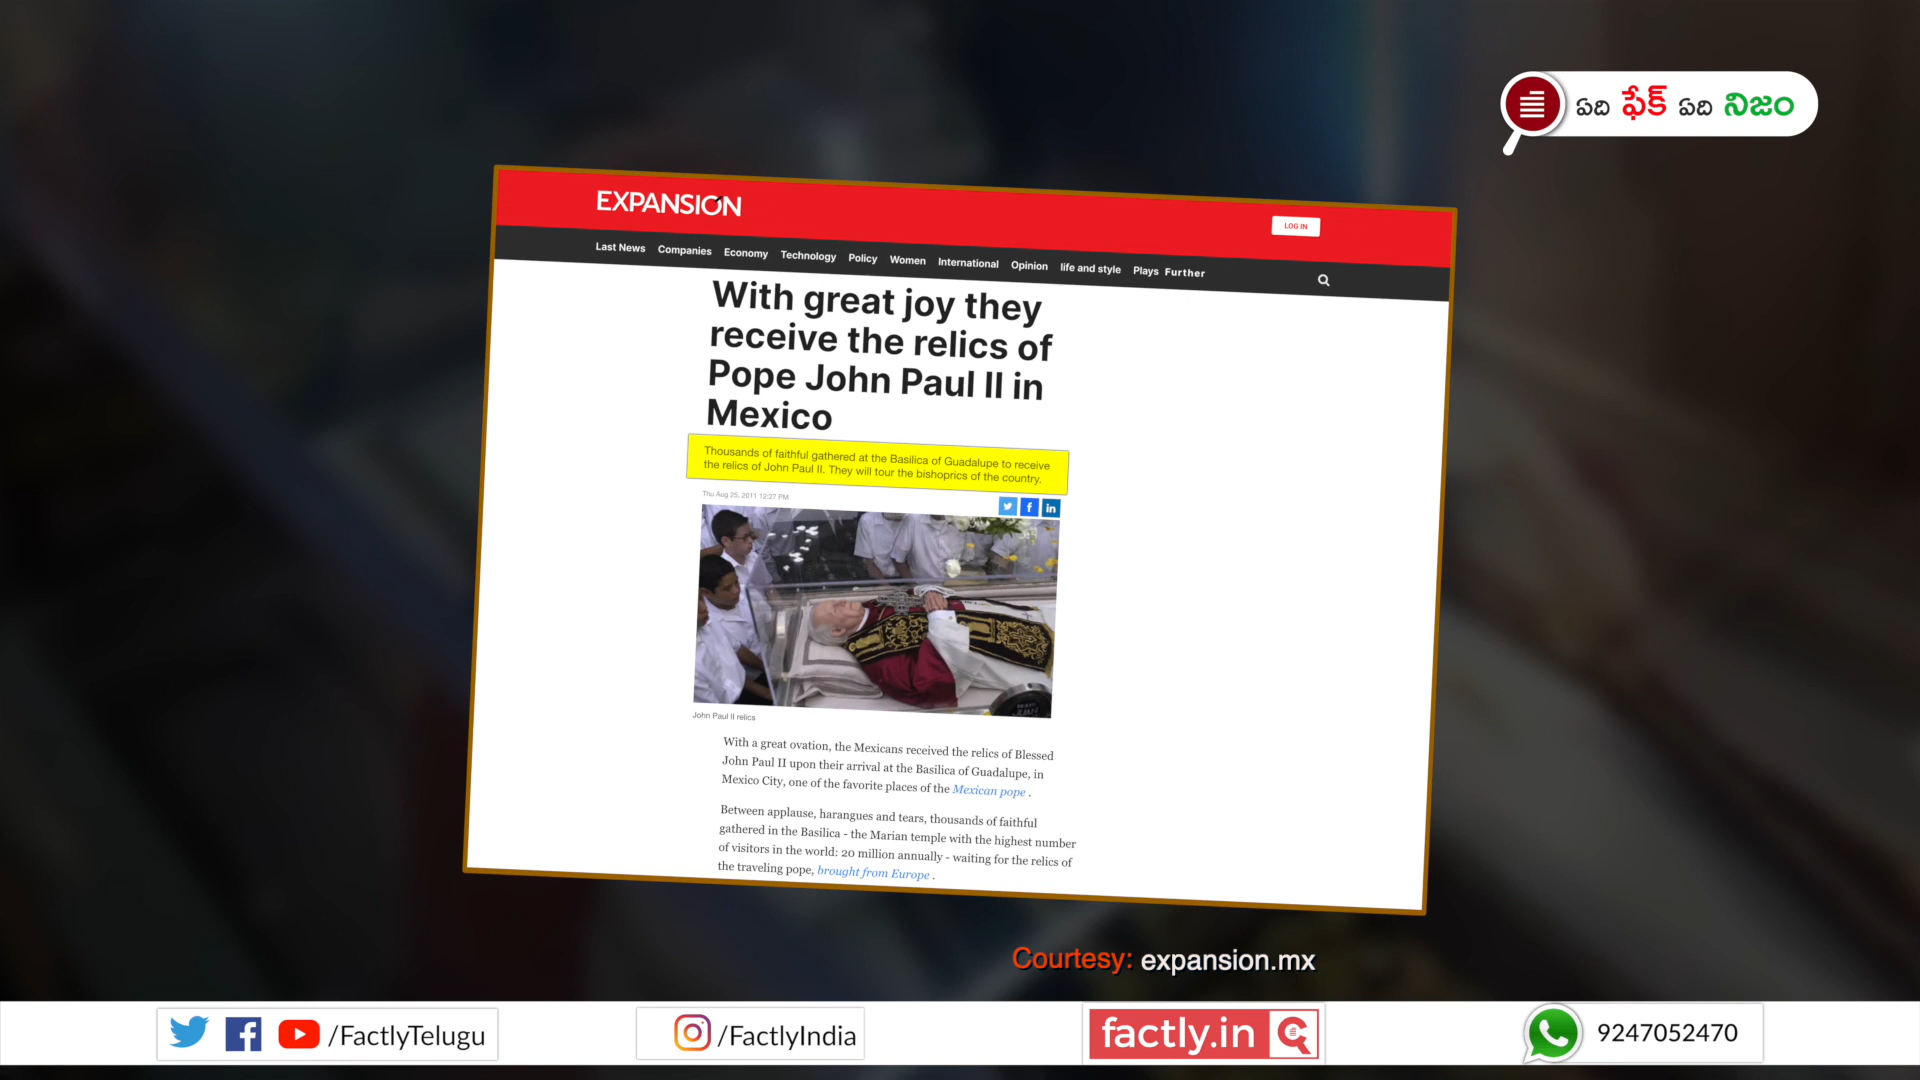 ఏది ఫేక్ ఏది నిజం
EXPANSIÓN
LOG IN
Last News Companies Economy Technology Policy Women International Opinion life and style Plays Further
With great joy they
receive the relics of
Pope John Paul II in
Mexico
Thousands of faithful gathered at the Basilica of Guadalupe to receive
the relics of John Paul II. They will tour the bishoprics of the country.
Thu Aug 25, 2011 12:27 PM
John Paul II relics
With a great ovation, the Mexicans received the relics of Blessed
John Paul II upon their arrival at the Basilica of Guadalupe, in
Mexico City, one of the favorite places of the Mexican pope .
Between applause, harangues and tears, thousands of faithful
gathered in the Basilica - the Marian temple with the highest number
of visitors in the world: 20 million annually - waiting for the relics of
the traveling pope, brought from Europe .
Courtesy: expansion.mx
/FactlyTelugu
/FactlyIndia
factly.in
9247052470